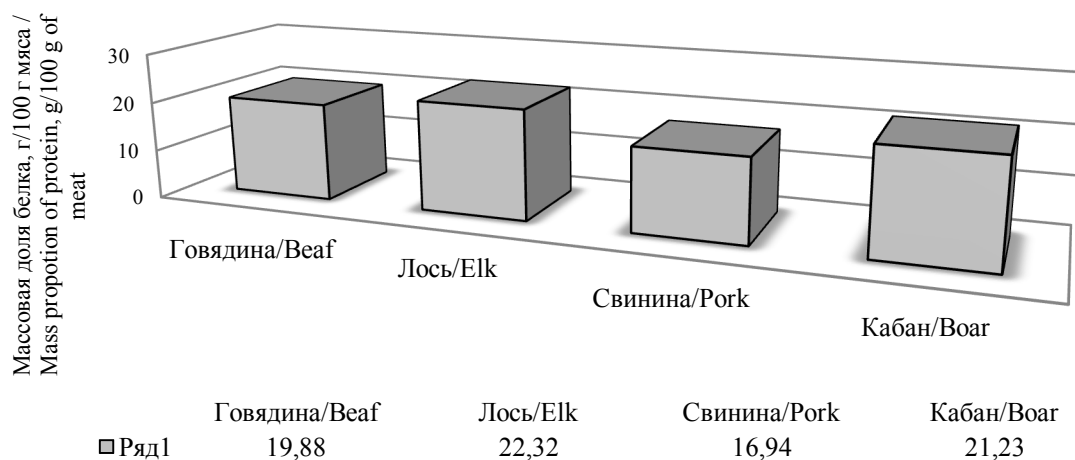 Массовая доля белка, г/100 г мяса /
Mass propotion of protein, g/100 g of
meat
30
20
10
0
Говядина/Beaf
Лось/Elk
Свинина/Pork
Кабан/Boar
Говядина/Beaf Лось/Elk Свинина/Pork Кабан/Boar
Ряд1 19,88 22,32 16,94 21,23